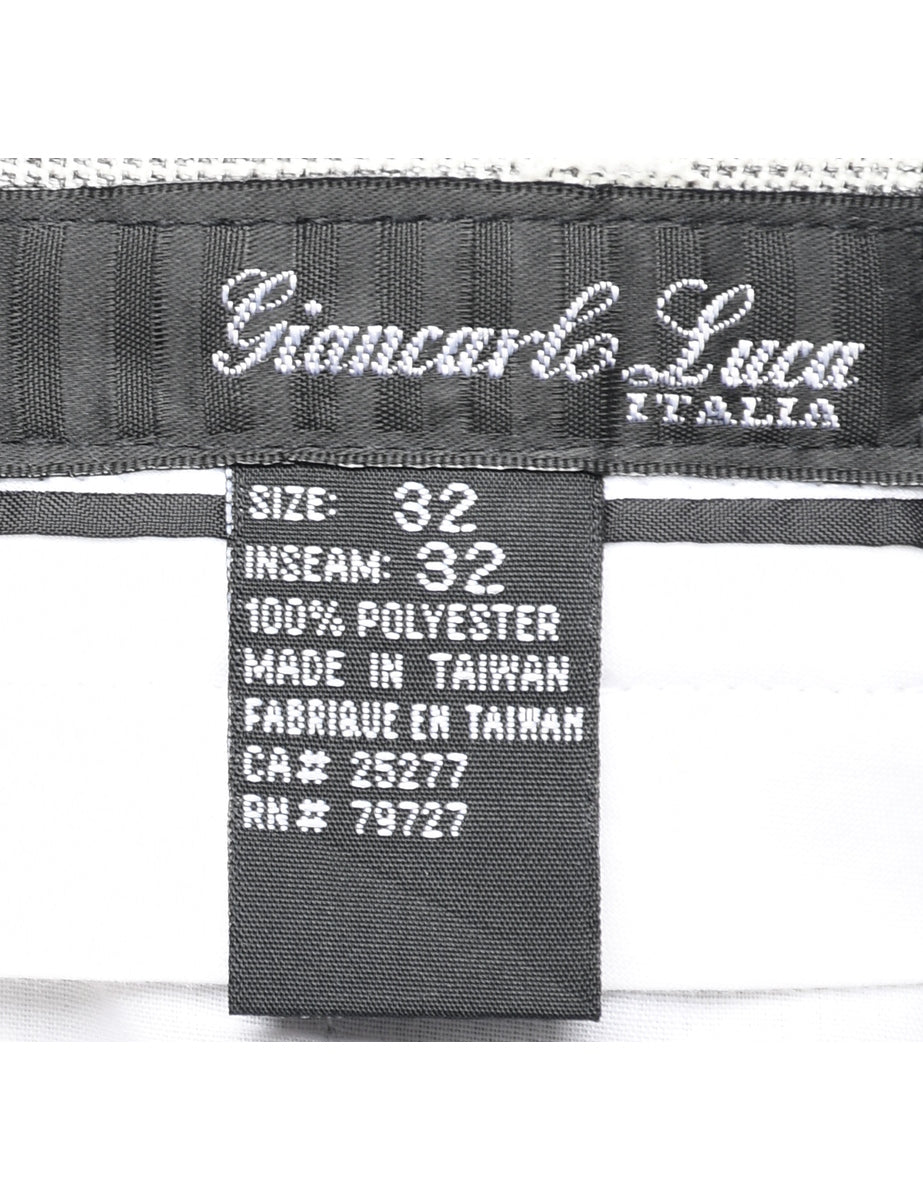 Giancarlo Luca
ITALIA
SIZE: 32
INSEAM: 32
100% POLYESTER
MADE IN TAIWAN
FABRIQUE EN TAIWAN
CA# 25277
RN# 79727